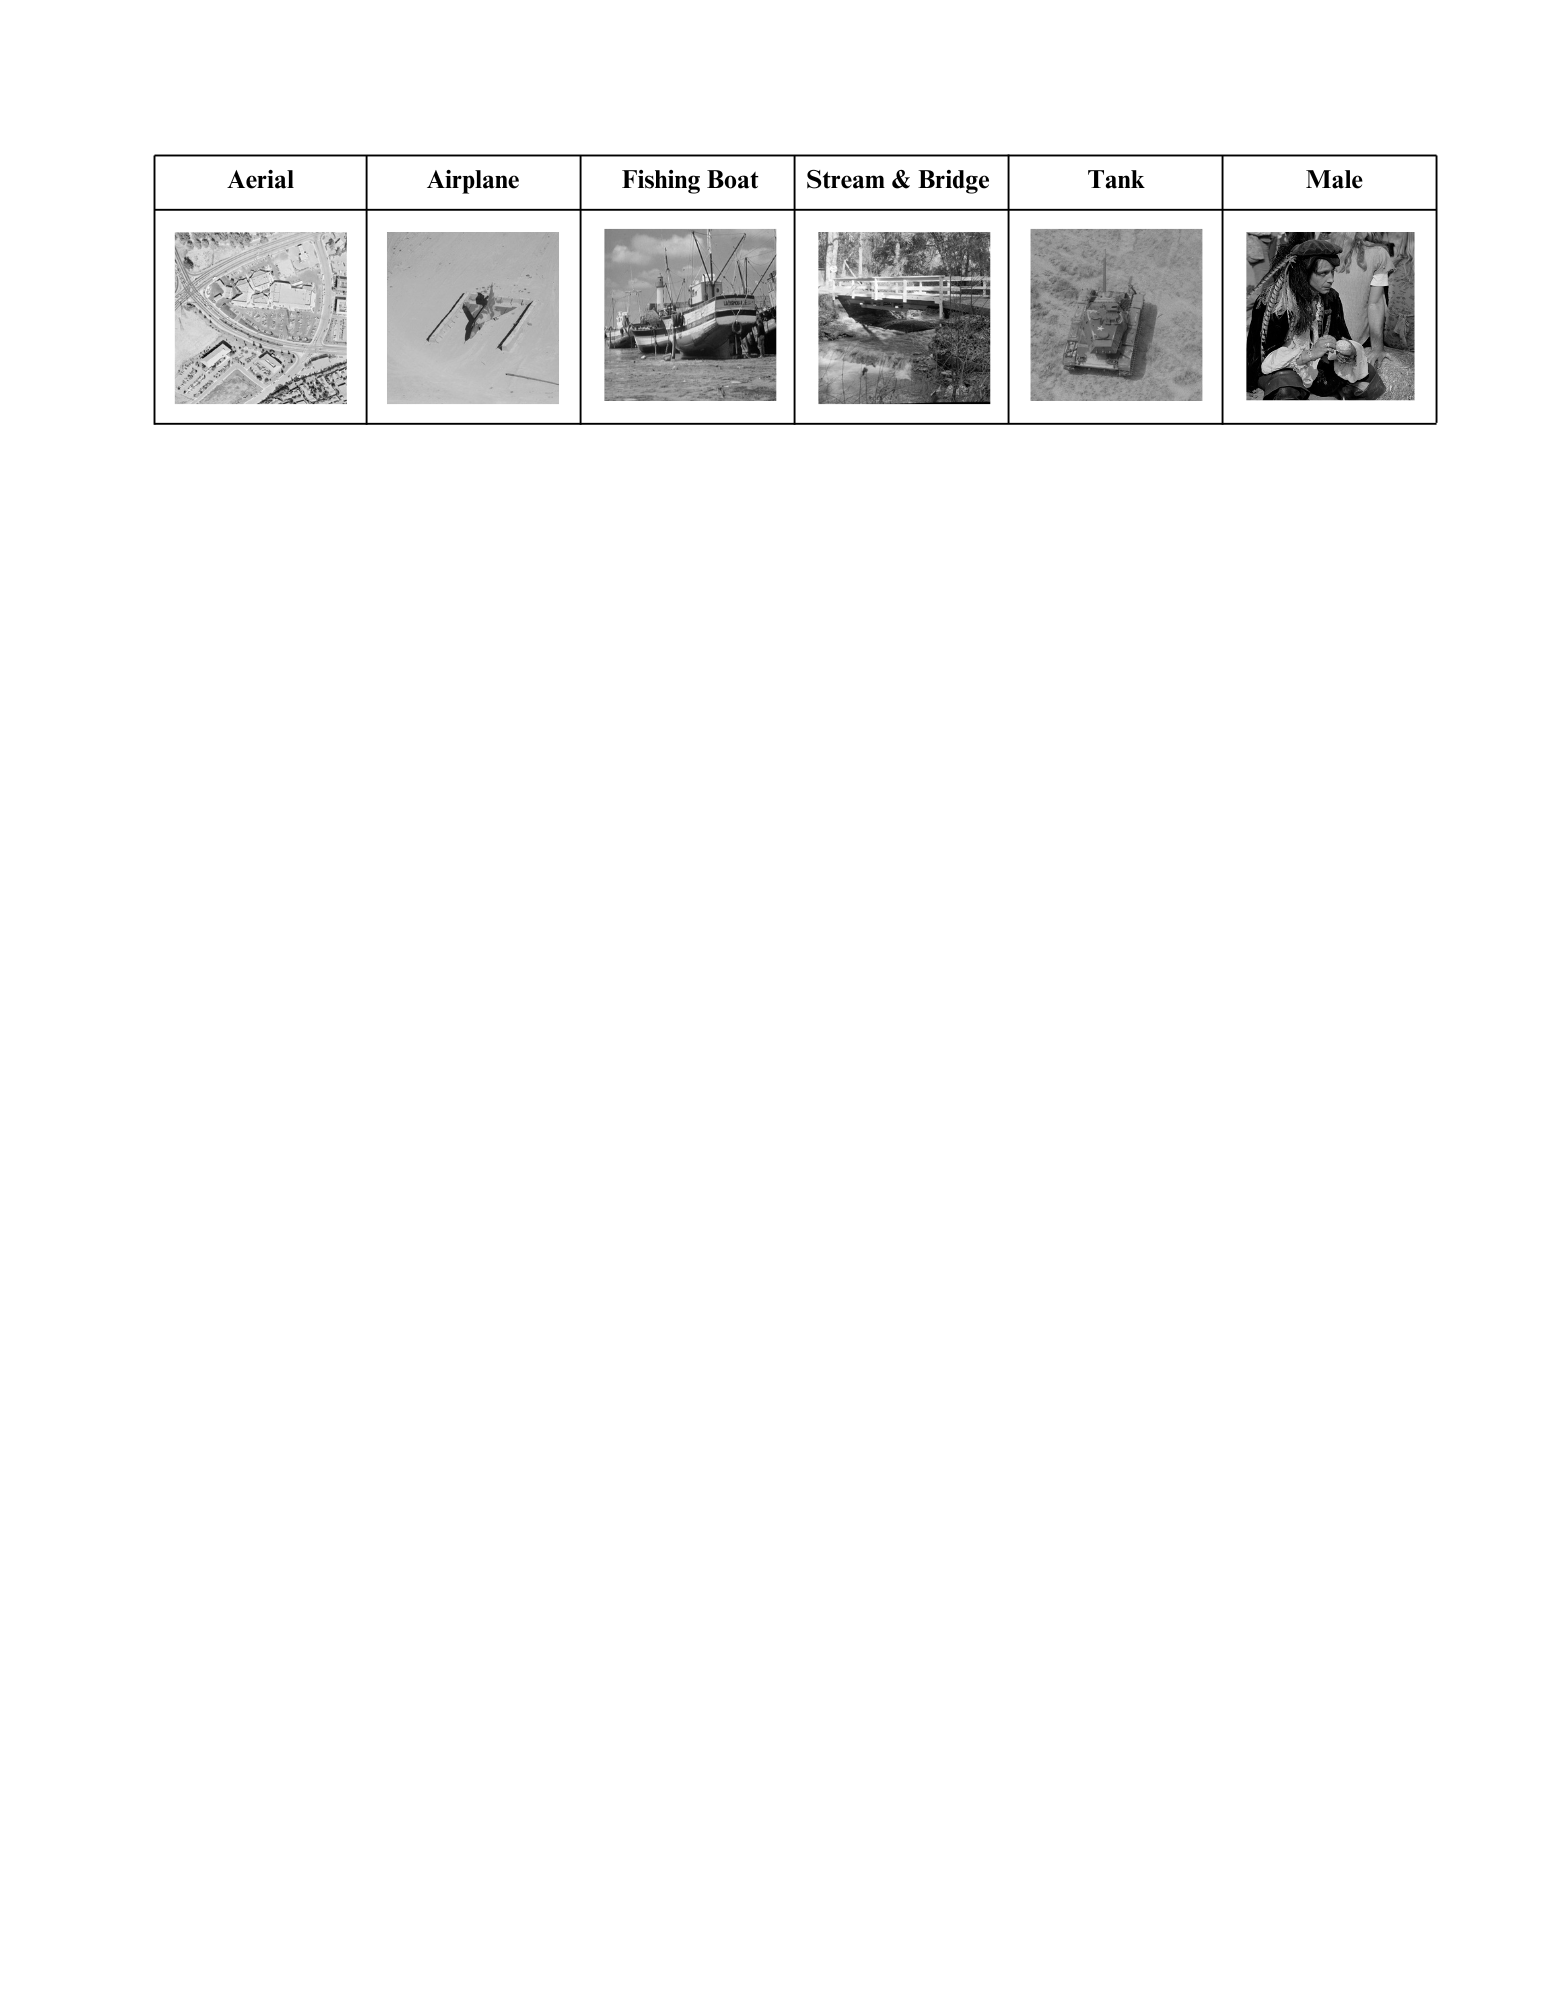 Aerial
Airplane
Fishing Boat
Stream & Bridge
Tank
Male